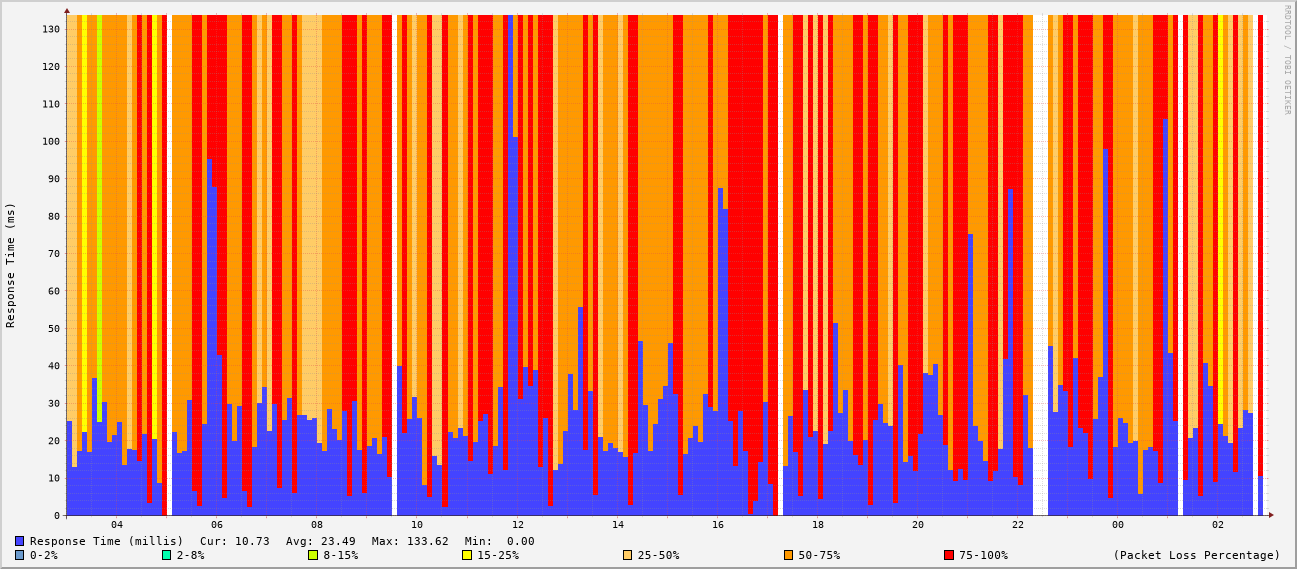 RRDTOOL / TOBI OETIKER
Response Time (ms)
130
120
110
100
90
80
70
60
50
40
30
20
10
0
04 06 08 10 12 14 16 18 20 22 00 02
Response Time (millis) Cur: 10.73 Avg: 23.49 Max: 133.62 Min: 0.00
0-2% 2-8% 8-15% 15-25% 25-50% 50-75% 75-100% (Packet Loss Percentage)